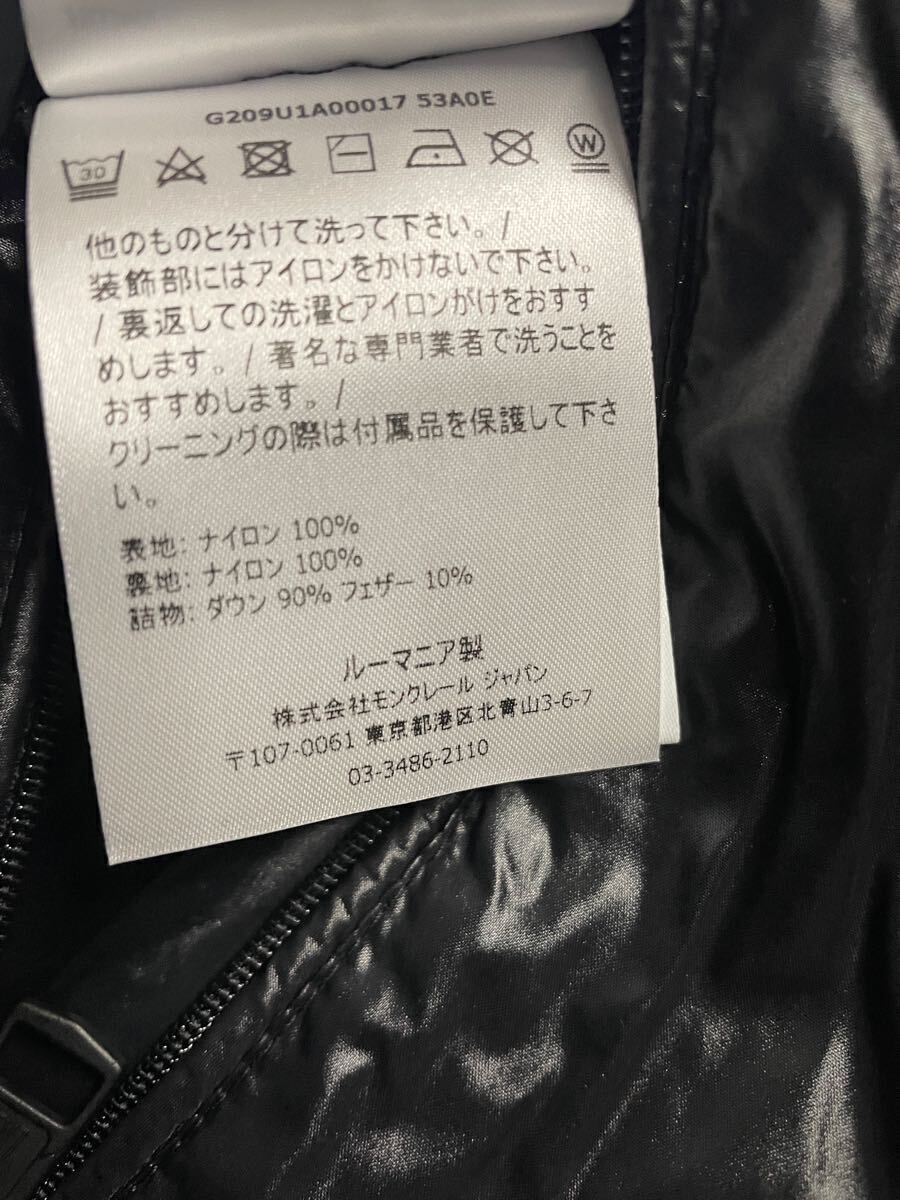 G209U1A00017 53A0E
30
W
他のものと分けて洗って下さい。/
装飾部にはアイロンをかけないで下さい。
/ 裏返しての洗濯とアイロンがけをおすす
めします。/ 著名な専門業者で洗うことを
おすすめします。/
クリーニングの際は付属品を保護して下さ
い。
表地: ナイロン 100%
裏地: ナイロン 100%
詰物: ダウン 90% フェザー 10%
ルーマニア製
株式会社モンクレール ジャパン
〒107-0061 東京都港区北青山3-6-7
03-3486-2110